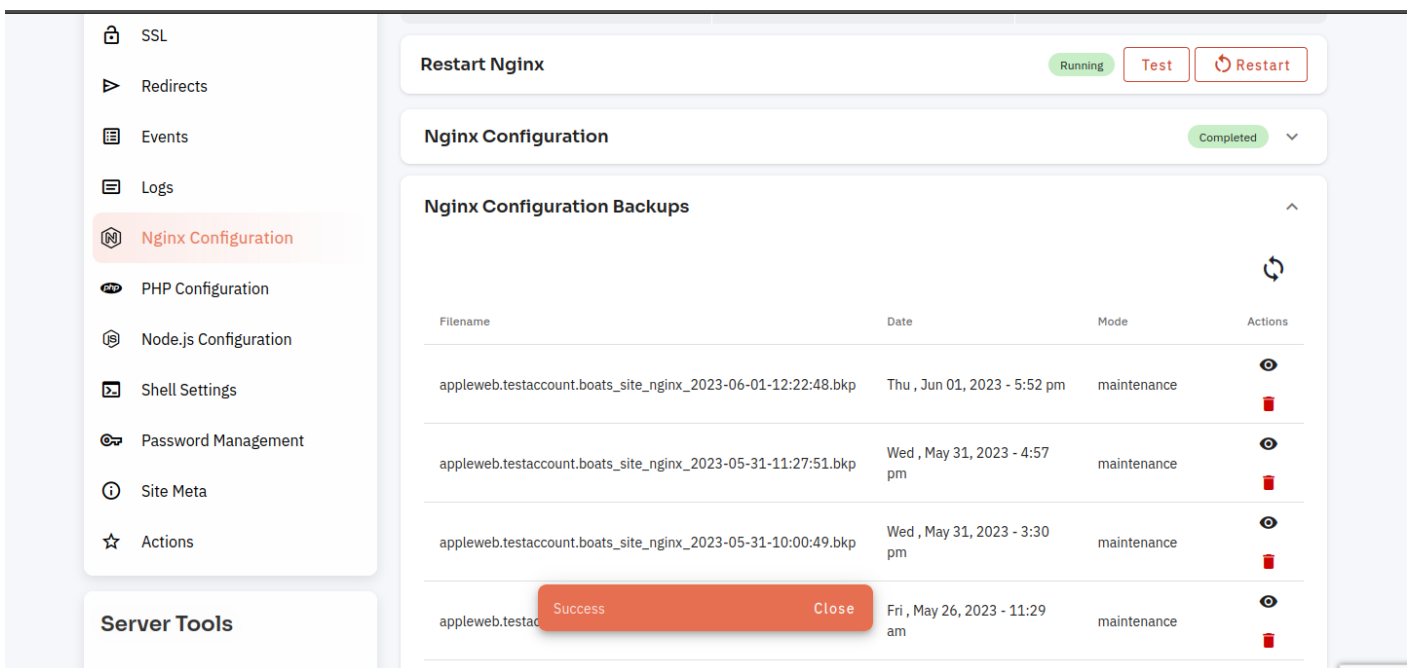 SSL
Redirects
Events
Logs
Nginx Configuration
PHP Configuration
Node.js Configuration
Shell Settings
Password Management
Site Meta
Actions
Server Tools
Restart Nginx
Running
Test
Restart
Nginx Configuration
Completed
Nginx Configuration Backups
Filename Date Mode Actions
appleweb.testaccount.boats_site_nginx_2023-06-01-12:22:48.bkp Thu , Jun 01, 2023 - 5:52 pm maintenance
appleweb.testaccount.boats_site_nginx_2023-05-31-11:27:51.bkp Wed , May 31, 2023 - 4:57
pm
maintenance
appleweb.testaccount.boats_site_nginx_2023-05-31-10:00:49.bkp Wed , May 31, 2023 - 3:30
pm
maintenance
appleweb.testac
Fri , May 26, 2023 - 11:29
am
maintenance
Success Close